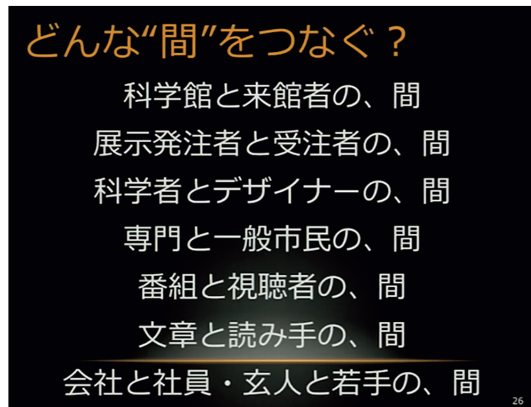 どんな“間”をつなぐ？
科学館と来館者の、間
展示発注者と受注者の、間
科学者とデザイナーの、間
専門と一般市民の、間
番組と視聴者の、間
文章と読み手の、間
会社と社員・玄人と若手の、間
26